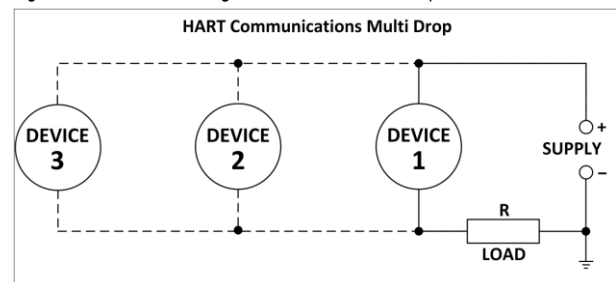 HART Communications Multi Drop
DEVICE
3
DEVICE
2
DEVICE
1
+
SUPPLY
−
R
LOAD